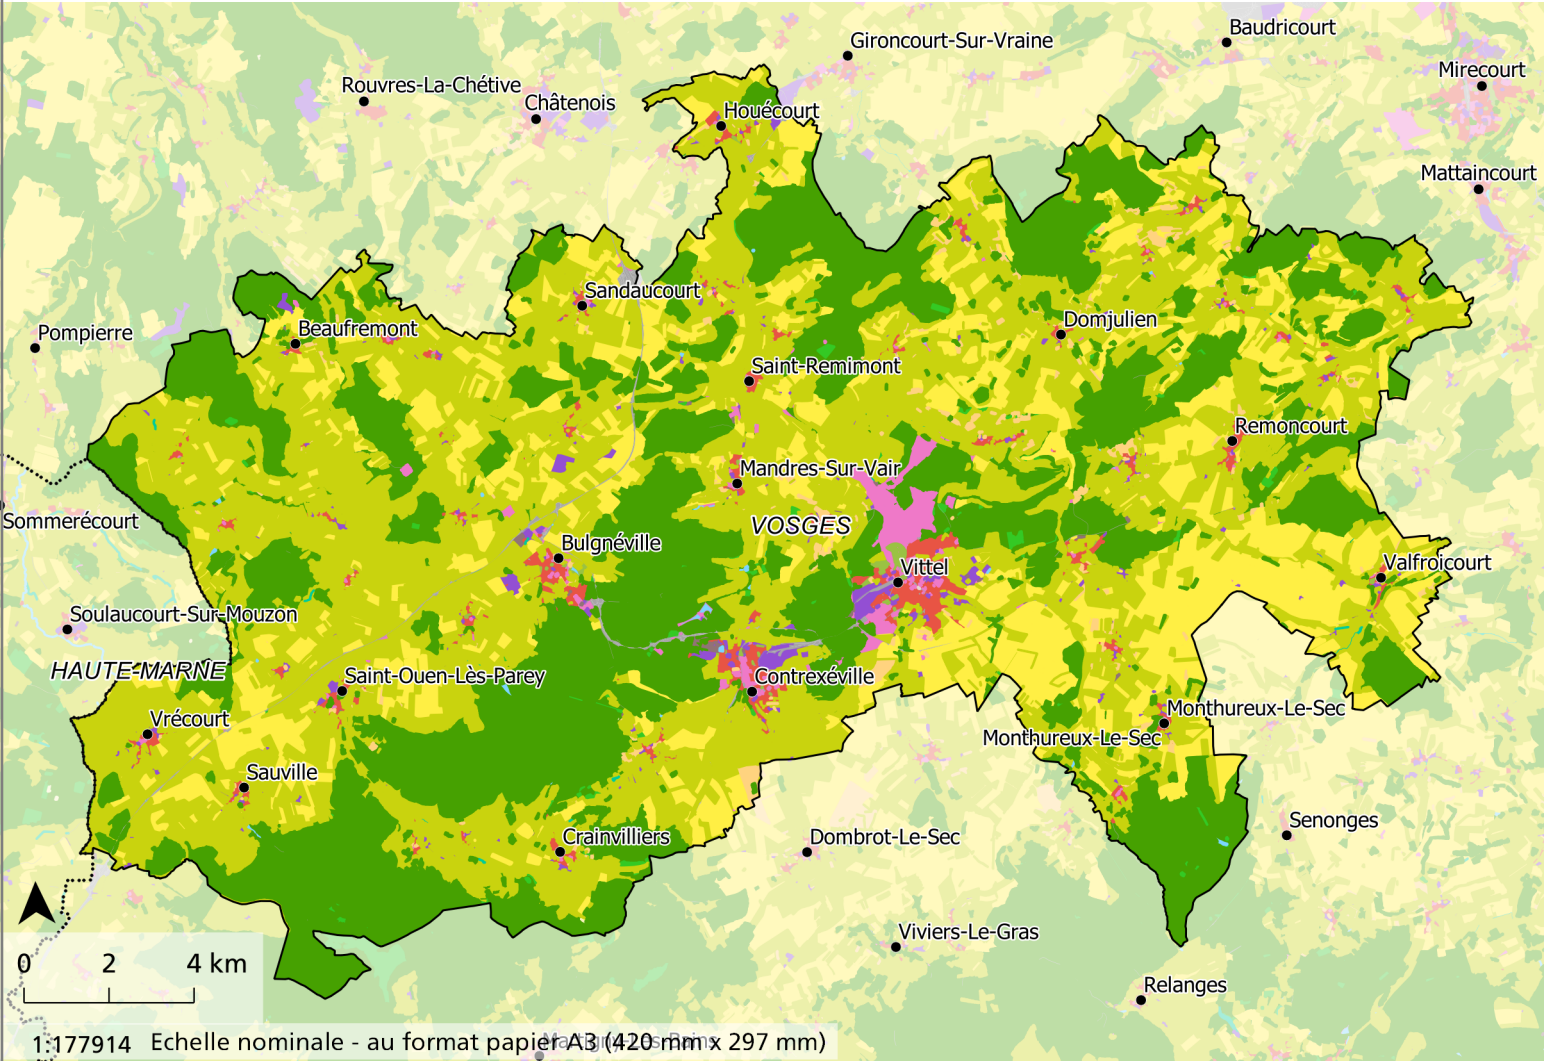 Baudricourt
Gironcourt-Sur-Vraine
Mirecourt
Rouvres-La-Chétive
Châtenois
Houécourt
Mattaincourt
Sandaucourt
Domjulien
Beaufremont
Pompierre
Saint-Remimont
Remoncourt
Mandres-Sur-Vair
Sommerécourt
VOSGES
Bulgnéville
Vittel
Valfroicourt
Soulaucourt-Sur-Mouzon
HAUTE-MARNE
Saint-Ouen-Lès-Parey
Contrexéville
Monthureux-Le-Sec
Vrécourt
Monthureux-Le-Sec
Sauville
Senonges
Crainvilliers
Dombrot-Le-Sec
Viviers-Le-Gras
0 2 4 km
Relanges
1:177914 Echelle nominale - au format papier A3 (420 mm x 297 mm)